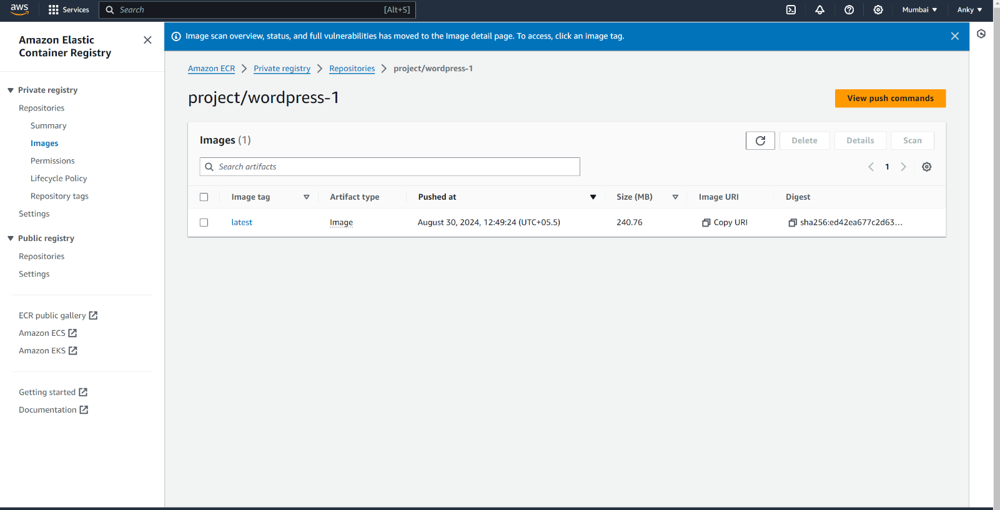 aws
Services
Search
[Alt+S]
Mumbai
Anky
Amazon Elastic
Container Registry
Private registry
Repositories
Summary
Images
Permissions
Lifecycle Policy
Repository tags
Settings
Public registry
Repositories
Settings
ECR public gallery
Amazon ECS
Amazon EKS
Getting started
Documentation
Image scan overview, status, and full vulnerabilities has moved to the Image detail page. To access, click an image tag.
Amazon ECR
Private registry
Repositories
project/wordpress-1
project/wordpress-1
View push commands
Images (1)
Delete
Details
Scan
Search artifacts
1
Image tag
Artifact type
Pushed at
Size (MB)
Image URI
Digest
latest
Image
August 30, 2024, 12:49:24 (UTC+05.5)
240.76
Copy URI
sha256:ed42ea677c2d63...